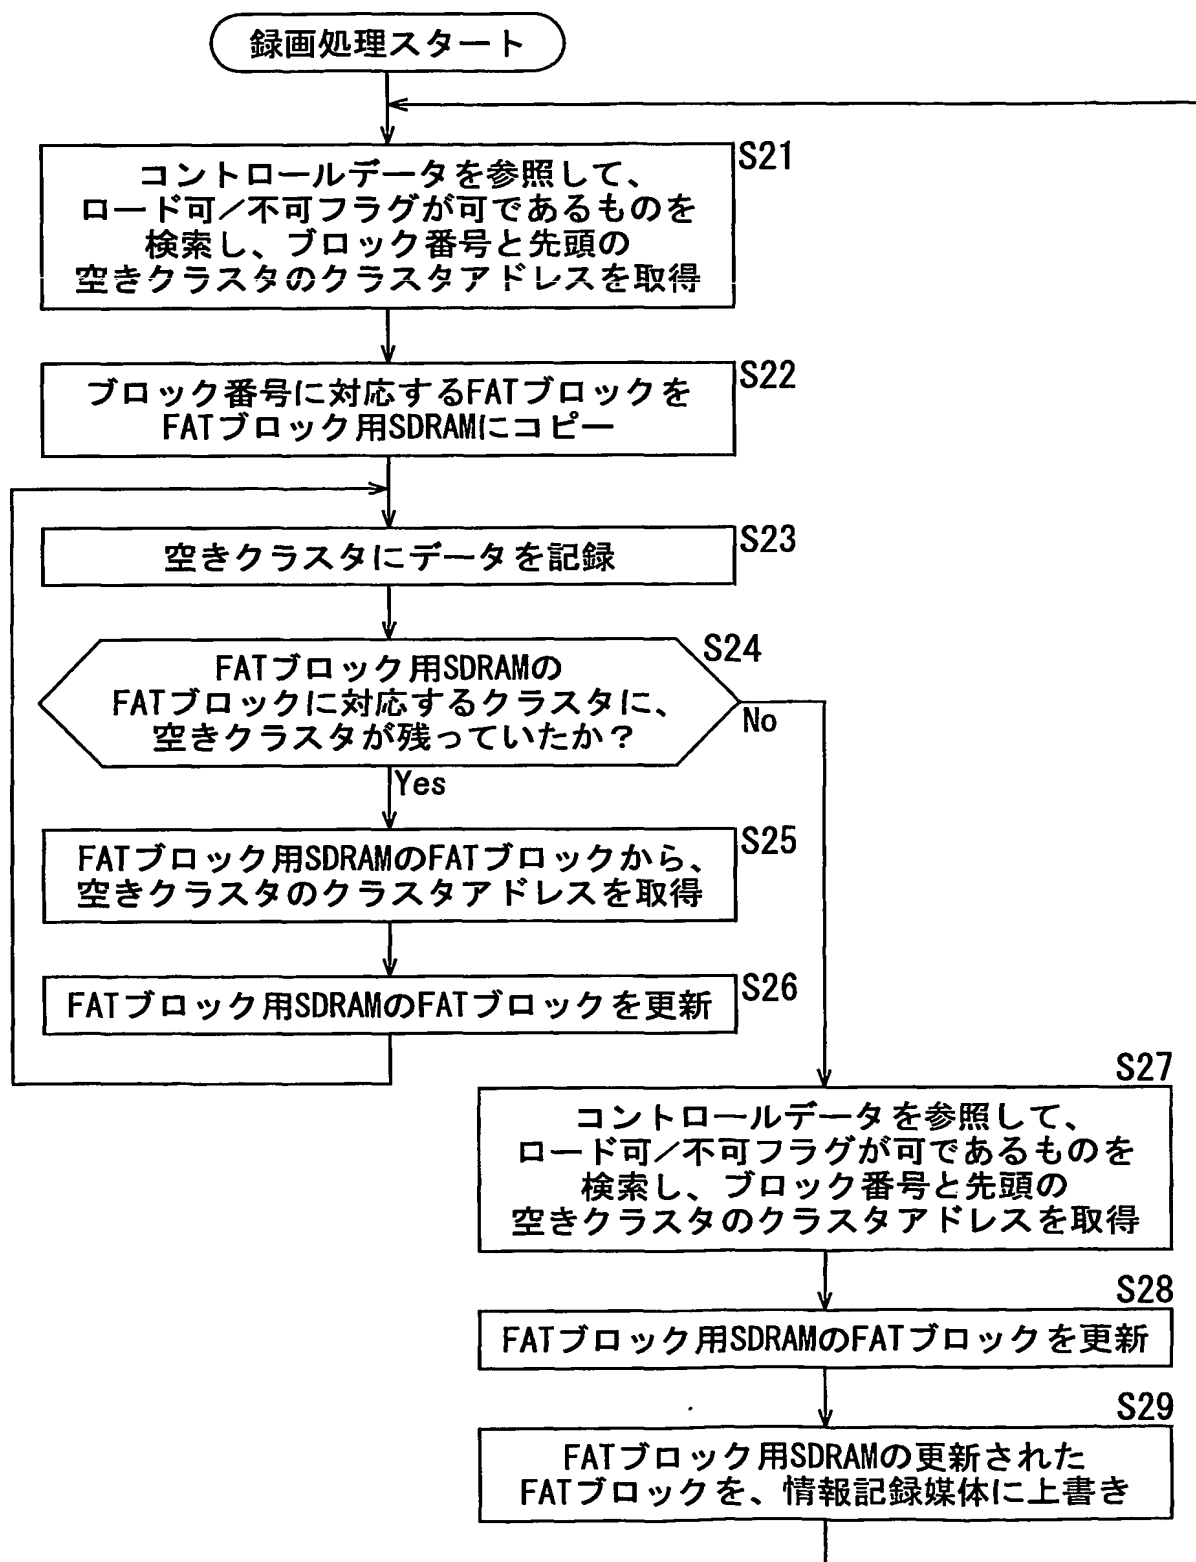 録画処理スタート
S21
コントロールデータを参照して、
ロード可／不可フラグが可であるものを
検索し、ブロック番号と先頭の
空きクラスタのクラスタアドレスを取得
S22
ブロック番号に対応するFATブロックを
FATブロック用SDRAMにコピー
S23
空きクラスタにデータを記録
S24
FATブロック用SDRAMの
FATブロックに対応するクラスタに、
空きクラスタが残っていたか？
No
Yes
S25
FATブロック用SDRAMのFATブロックから、
空きクラスタのクラスタアドレスを取得
S26
FATブロック用SDRAMのFATブロックを更新
S27
コントロールデータを参照して、
ロード可／不可フラグが可であるものを
検索し、ブロック番号と先頭の
空きクラスタのクラスタアドレスを取得
S28
FATブロック用SDRAMのFATブロックを更新
S29
FATブロック用SDRAMの更新された
FATブロックを、情報記録媒体に上書き